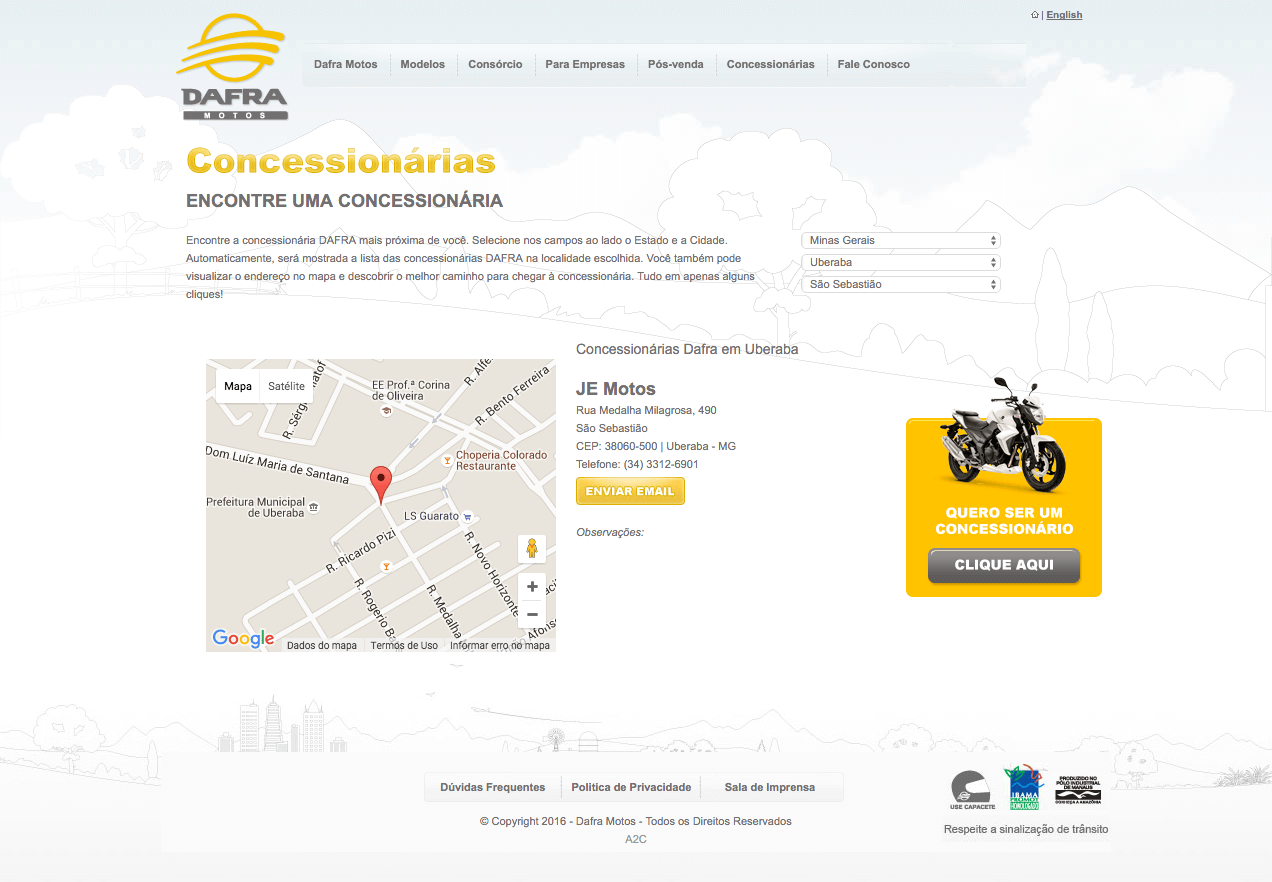 | English
DAFRA
MOTOS
Dafra Motos
Modelos
Consórcio
Para Empresas
Pós-venda
Concessionárias
Fale Conosco
Concessionárias
ENCONTRE UMA CONCESSIONÁRIA
Encontre a concessionária DAFRA mais próxima de você. Selecione nos campos ao lado o Estado e a Cidade.
Automaticamente, será mostrada a lista das concessionárias DAFRA na localidade escolhida. Você também pode
visualizar o endereço no mapa e descobrir o melhor caminho para chegar à concessionária. Tudo em apenas alguns
cliques!
Minas Gerais
Uberaba
São Sebastião
Mapa
Satélite
R. Sérgi
R. Alfe
EE Prof.ª Corina
de Oliveira
R. Bento Ferreira
Dom Luíz Maria de Santana
Choperia Colorado
Restaurante
Prefeitura Municipal
de Uberaba
LS Guarato
R. Ricardo Pizi
R. Novo Horizonte
R. Rogerio Ba
R. Medalha
Afonso
Google
Dados do mapa
Termos de Uso
Informar erro no mapa
Concessionárias Dafra em Uberaba
JE Motos
Rua Medalha Milagrosa, 490
São Sebastião
CEP: 38060-500 | Uberaba - MG
Telefone: (34) 3312-6901
ENVIAR EMAIL
Observações:
QUERO SER UM
CONCESSIONÁRIO
CLIQUE AQUI
Dúvidas Frequentes
Politica de Privacidade
Sala de Imprensa
© Copyright 2016 - Dafra Motos - Todos os Direitos Reservados
A2C
USE CAPACETE
IBAMA
PROMOT
HOMOLOGADO
PRODUZIDO NO
PÓLO INDUSTRIAL
DE MANAUS
CONHEÇA A AMAZÔNIA
Respeite a sinalização de trânsito